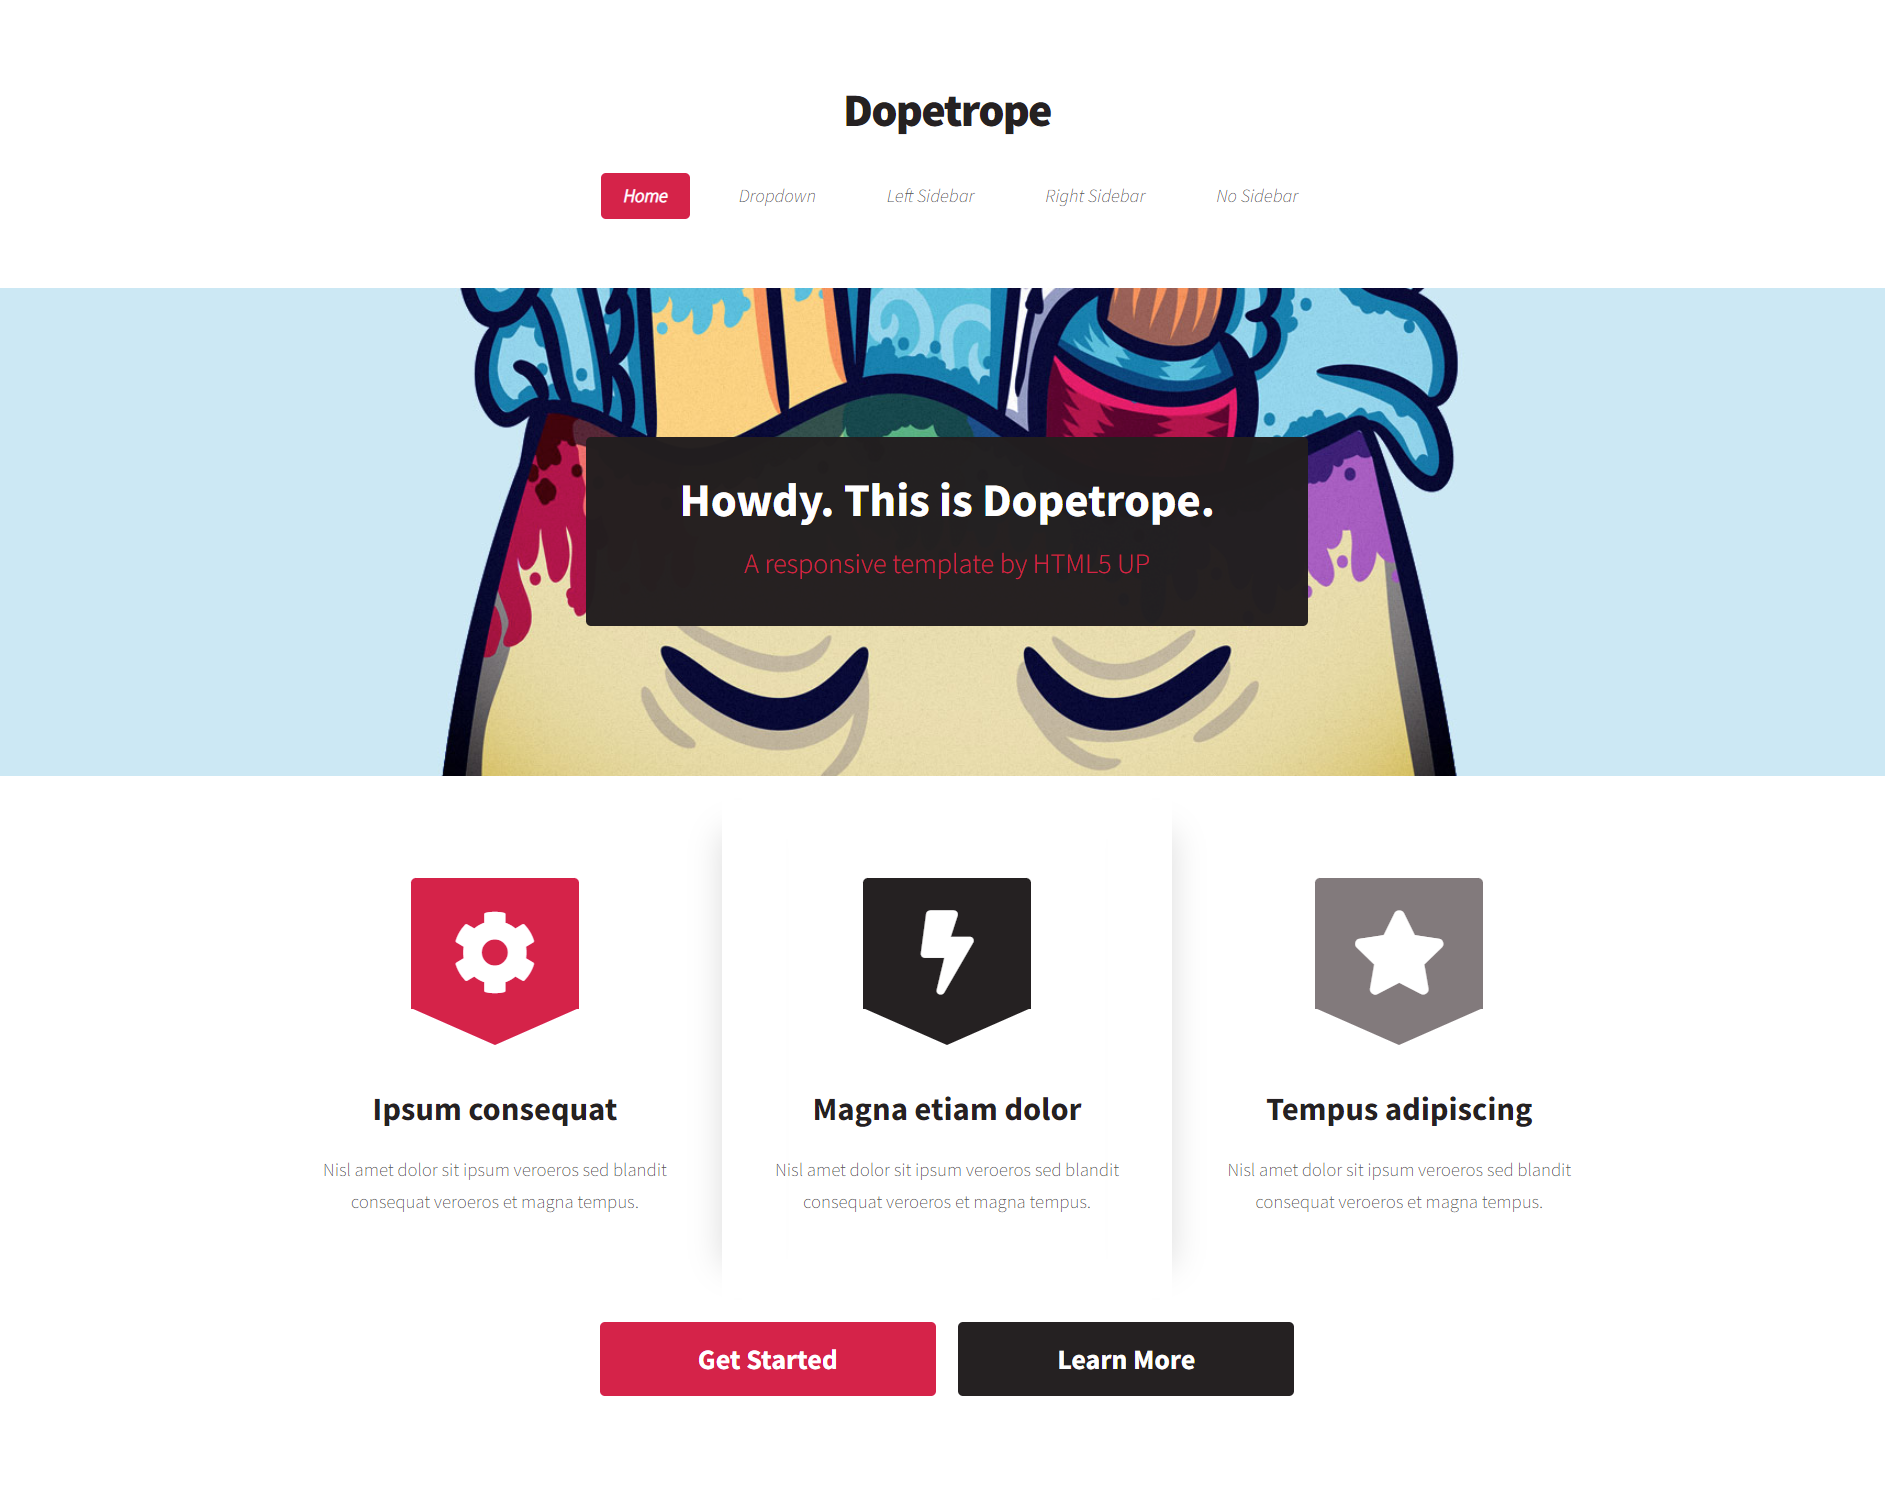 Dopetrope
Home Dropdown Left Sidebar Right Sidebar No Sidebar
Howdy. This is Dopetrope.
A responsive template by HTML5 UP
Ipsum consequat
Nisl amet dolor sit ipsum veroeros sed blandit
consequat veroeros et magna tempus.
Magna etiam dolor
Nisl amet dolor sit ipsum veroeros sed blandit
consequat veroeros et magna tempus.
Tempus adipiscing
Nisl amet dolor sit ipsum veroeros sed blandit
consequat veroeros et magna tempus.
Get Started
Learn More